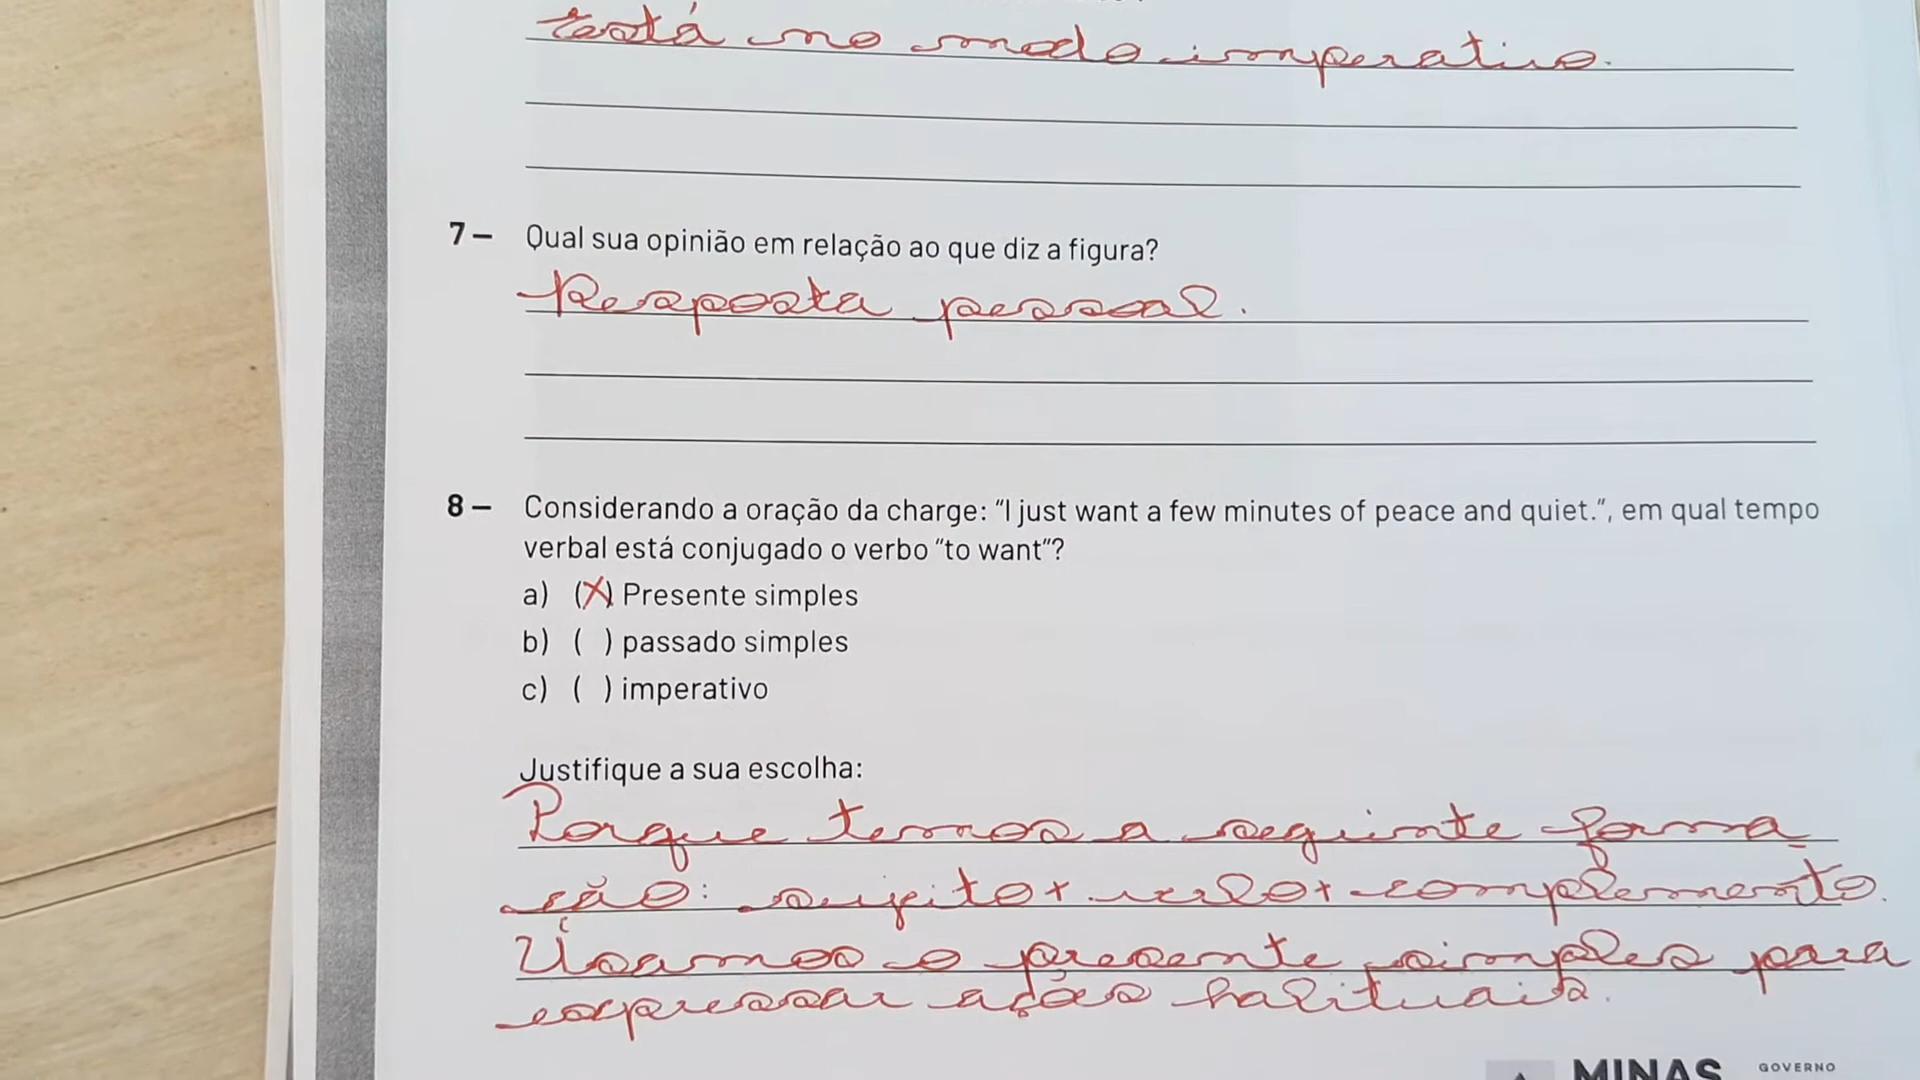 está no modo imperativo.
7 – Qual sua opinião em relação ao que diz a figura?
Resposta pessoal.
8 – Considerando a oração da charge: “I just want a few minutes of peace and quiet.”, em qual tempo
verbal está conjugado o verbo “to want”?
a) (X) Presente simples
b) ( ) passado simples
c) ( ) imperativo
Justifique a sua escolha:
Porque temos a seguinte forma
ção: sujeito + verbo + complemento.
Usamos o presente simples para
expressar ações habituais.
MINAS GOVERNO